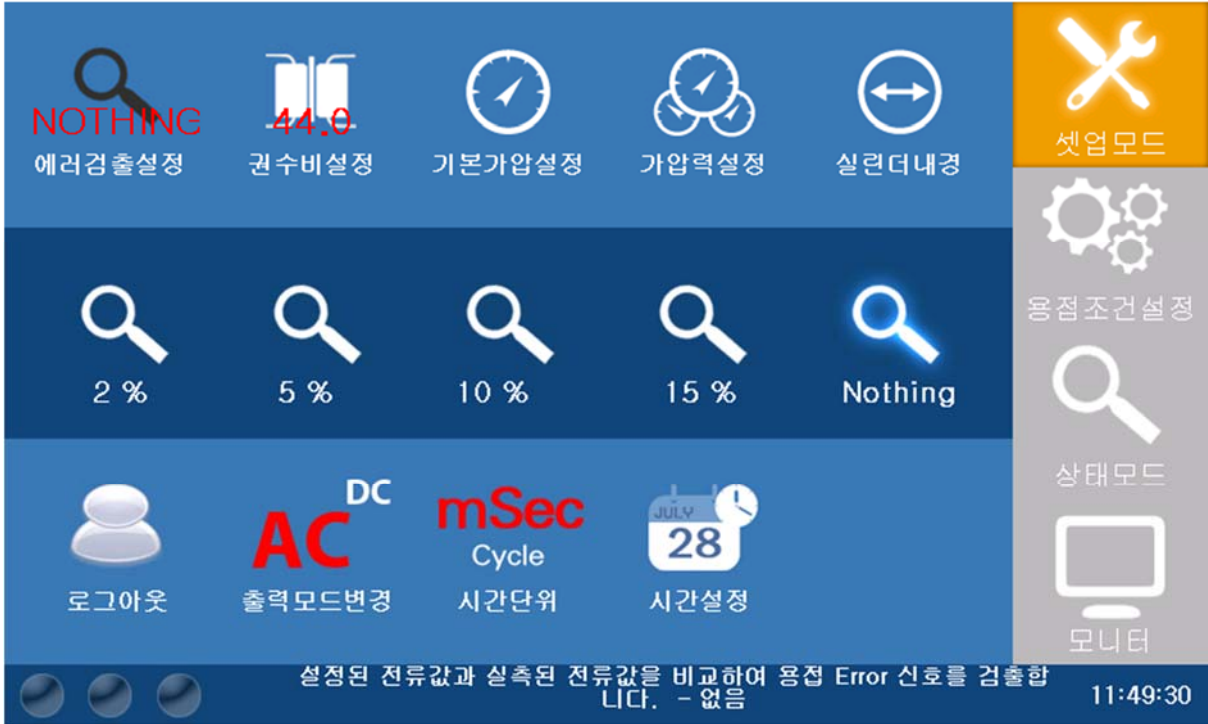 NOTHING
44.0
에러검출설정
권수비설정
기본가압설정
가압력설정
실린더내경
셋업모드
2 %
5 %
10 %
15 %
Nothing
용접조건설정
상태모드
DC
AC
mSec
Cycle
JULY
28
로그아웃
출력모드변경
시간단위
시간설정
모니터
설정된 전류값과 실측된 전류값을 비교하여 용접 Error 신호를 검출합
니다. - 없음
11:49:30